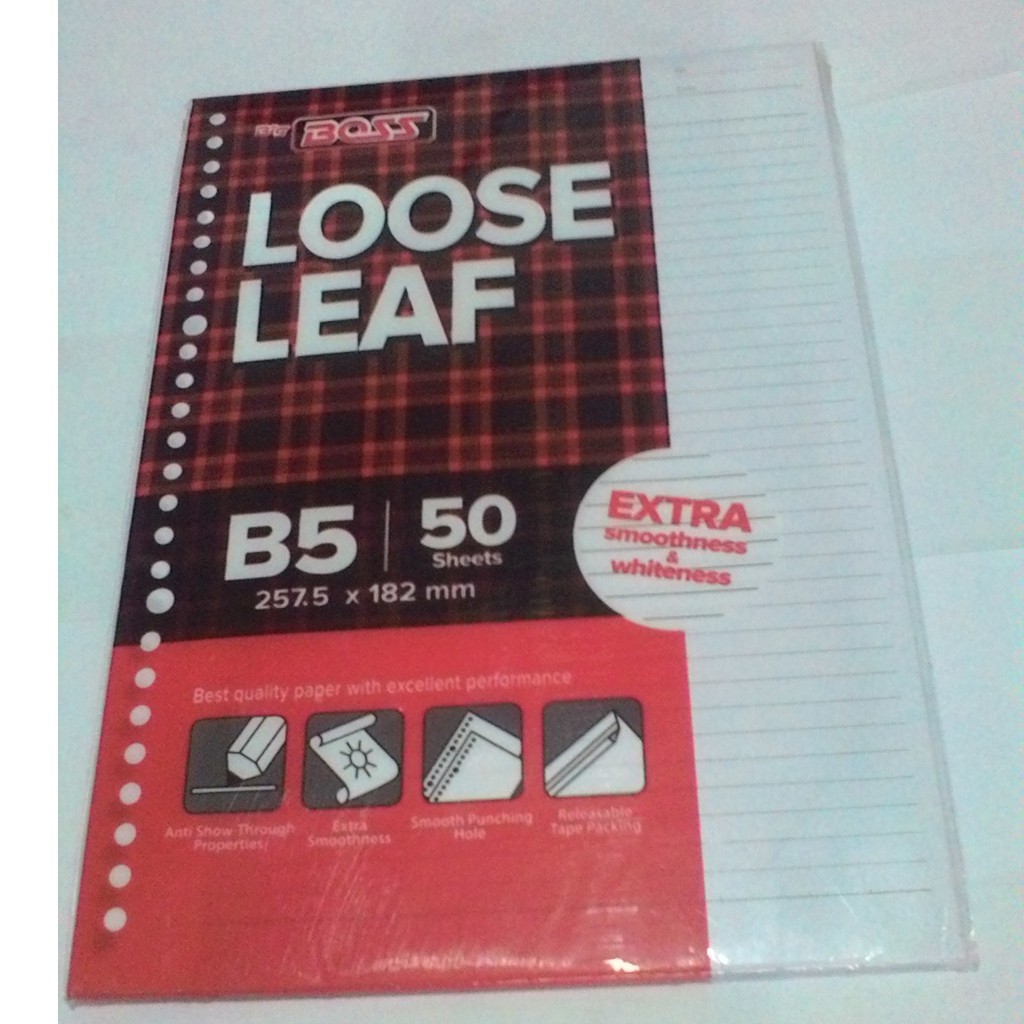 Big BOSS
LOOSE
LEAF
B5 | 50
Sheets
257.5 x 182 mm
EXTRA
smoothness
&
whiteness
Best quality paper with excellent performance
Anti Show Through
Properties/
Extra
Smoothness
Smooth Punching
Hole
Releasable
Tape Packing